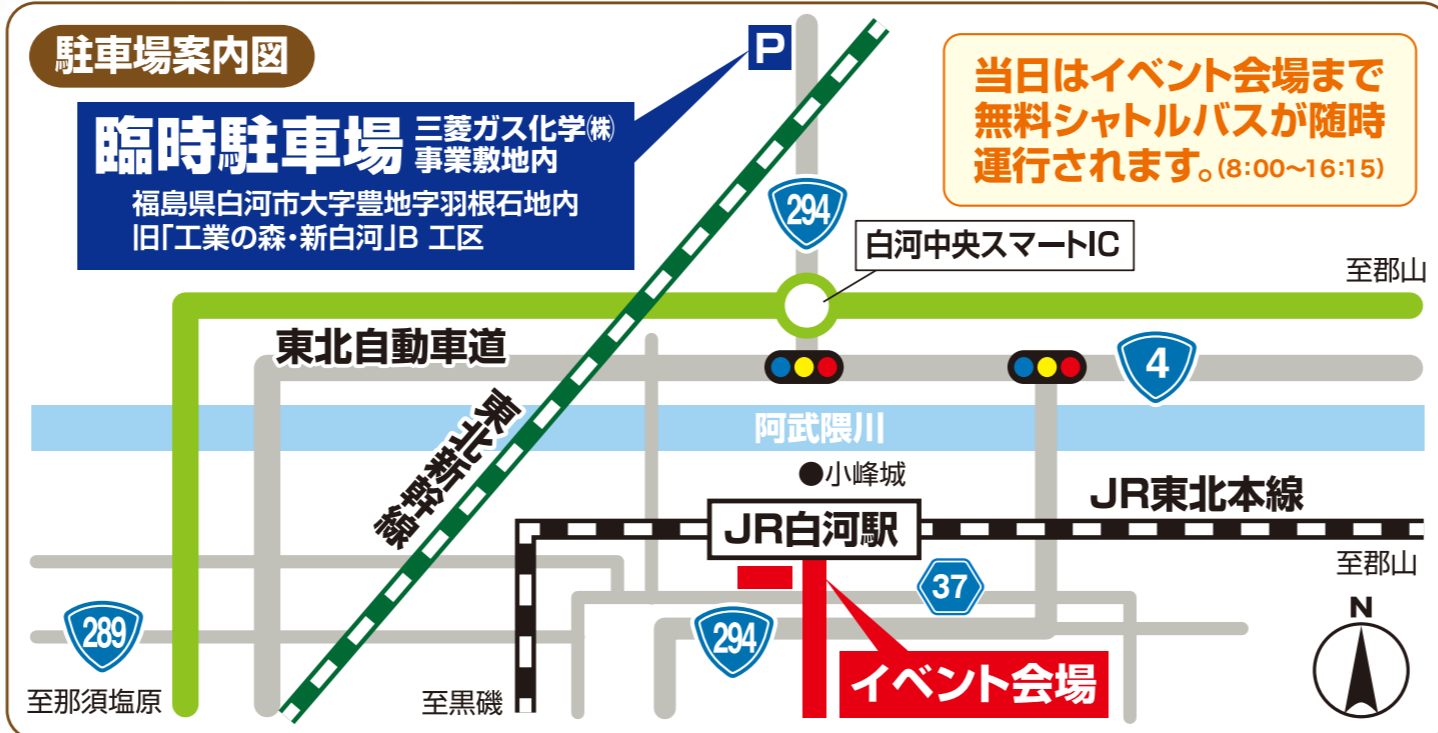 駐車場案内図
P
臨時駐車場 三菱ガス化学㈱
事業敷地内
福島県白河市大字豊地字羽根石地内
旧「工業の森・新白河」B 工区
当日はイベント会場まで
無料シャトルバスが随時
運行されます。(8:00~16:15)
294
白河中央スマートIC
至郡山
東北自動車道
4
東北新幹線
阿武隈川
●小峰城
JR東北本線
JR白河駅
至郡山
37
289
294
イベント会場
至那須塩原
至黒磯
N